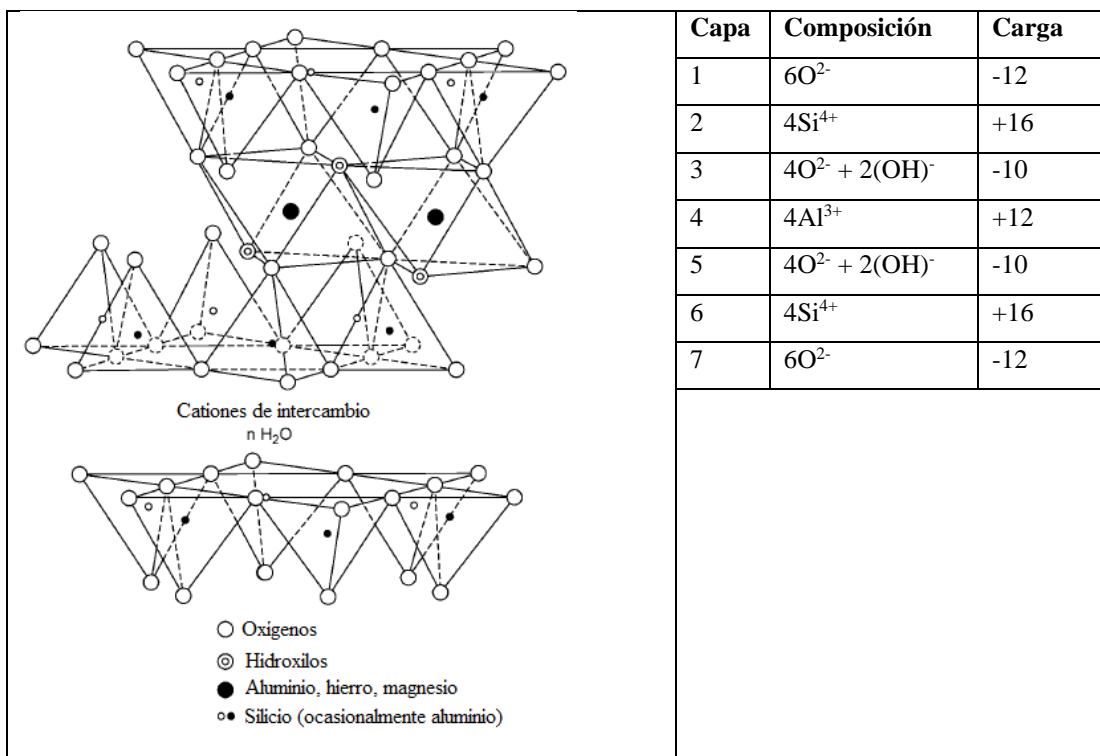 Capa Composición Carga
1 6O²⁻ -12
2 4Si⁴⁺ +16
3 4O²⁻ + 2(OH)⁻ -10
4 4Al³⁺ +12
5 4O²⁻ + 2(OH)⁻ -10
6 4Si⁴⁺ +16
7 6O²⁻ -12
Cationes de intercambio
n H₂O
Oxígenos
Hidroxilos
Aluminio, hierro, magnesio
Silicio (ocasionalmente aluminio)